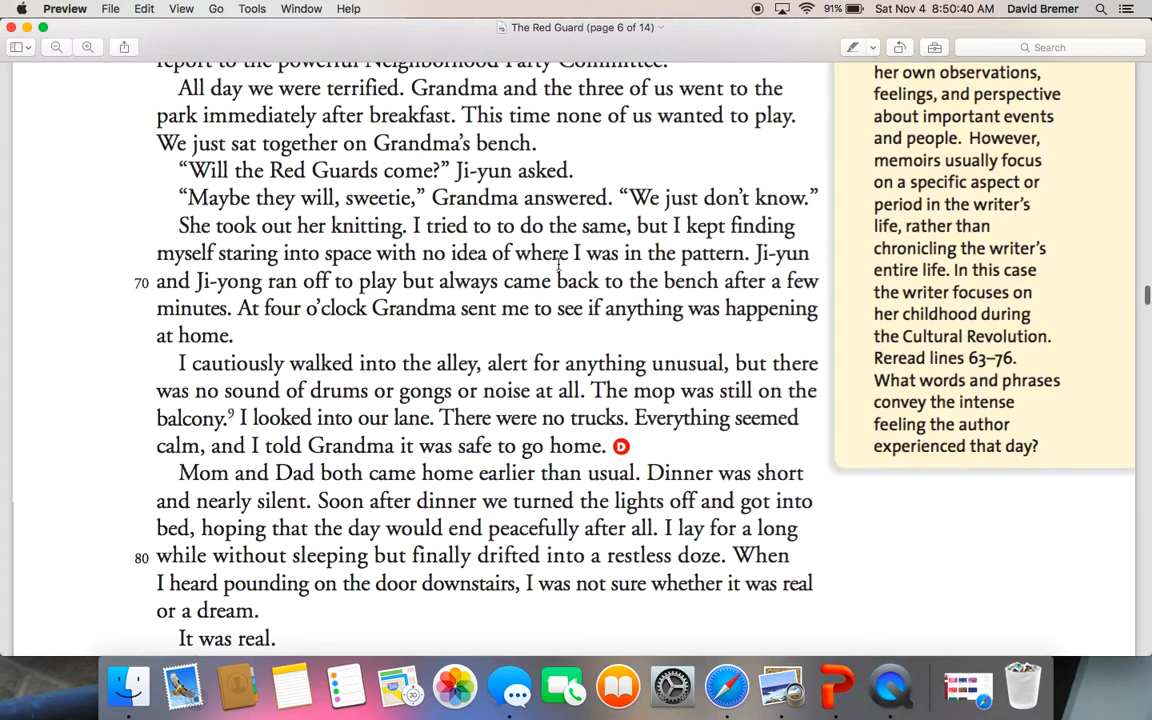 Preview File Edit View Go Tools Window Help 91% Sat Nov 4 8:50:40 AM David Bremer
The Red Guard (page 6 of 14)
Search
report to the powerful Neighborhood Party Committee.
All day we were terrified. Grandma and the three of us went to the
park immediately after breakfast. This time none of us wanted to play.
We just sat together on Grandma’s bench.
“Will the Red Guards come?” Ji-yun asked.
“Maybe they will, sweetie,” Grandma answered. “We just don’t know.”
She took out her knitting. I tried to to do the same, but I kept finding
myself staring into space with no idea of where I was in the pattern. Ji-yun
70 and Ji-yong ran off to play but always came back to the bench after a few
minutes. At four o’clock Grandma sent me to see if anything was happening
at home.
I cautiously walked into the alley, alert for anything unusual, but there
was no sound of drums or gongs or noise at all. The mop was still on the
balcony.9 I looked into our lane. There were no trucks. Everything seemed
calm, and I told Grandma it was safe to go home. D
Mom and Dad both came home earlier than usual. Dinner was short
and nearly silent. Soon after dinner we turned the lights off and got into
bed, hoping that the day would end peacefully after all. I lay for a long
80 while without sleeping but finally drifted into a restless doze. When
I heard pounding on the door downstairs, I was not sure whether it was real
or a dream.
It was real.
her own observations,
feelings, and perspective
about important events
and people. However,
memoirs usually focus
on a specific aspect or
period in the writer’s
life, rather than
chronicling the writer’s
entire life. In this case
the writer focuses on
her childhood during
the Cultural Revolution.
Reread lines 63–76.
What words and phrases
convey the intense
feeling the author
experienced that day?